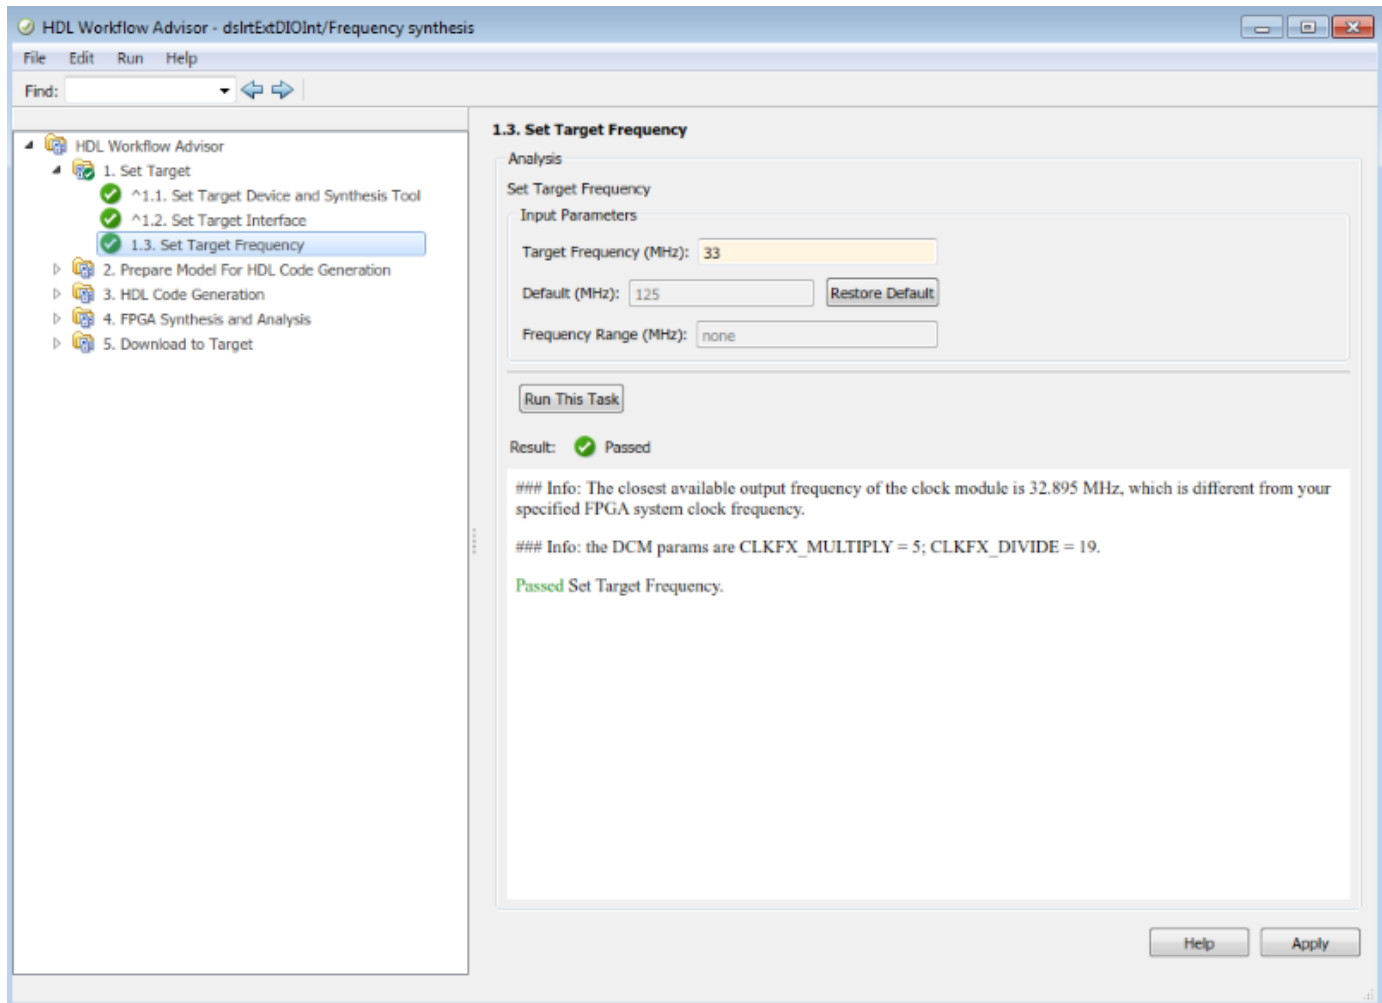 HDL Workflow Advisor - dslrtExtDIOInt/Frequency synthesis
File Edit Run Help
Find:
HDL Workflow Advisor
1. Set Target
^1.1. Set Target Device and Synthesis Tool
^1.2. Set Target Interface
1.3. Set Target Frequency
2. Prepare Model For HDL Code Generation
3. HDL Code Generation
4. FPGA Synthesis and Analysis
5. Download to Target
1.3. Set Target Frequency
Analysis
Set Target Frequency
Input Parameters
Target Frequency (MHz): 33
Default (MHz): 125 Restore Default
Frequency Range (MHz): none
Run This Task
Result: Passed
### Info: The closest available output frequency of the clock module is 32.895 MHz, which is different from your
specified FPGA system clock frequency.
### Info: the DCM params are CLKFX_MULTIPLY = 5; CLKFX_DIVIDE = 19.
Passed Set Target Frequency.
Help Apply